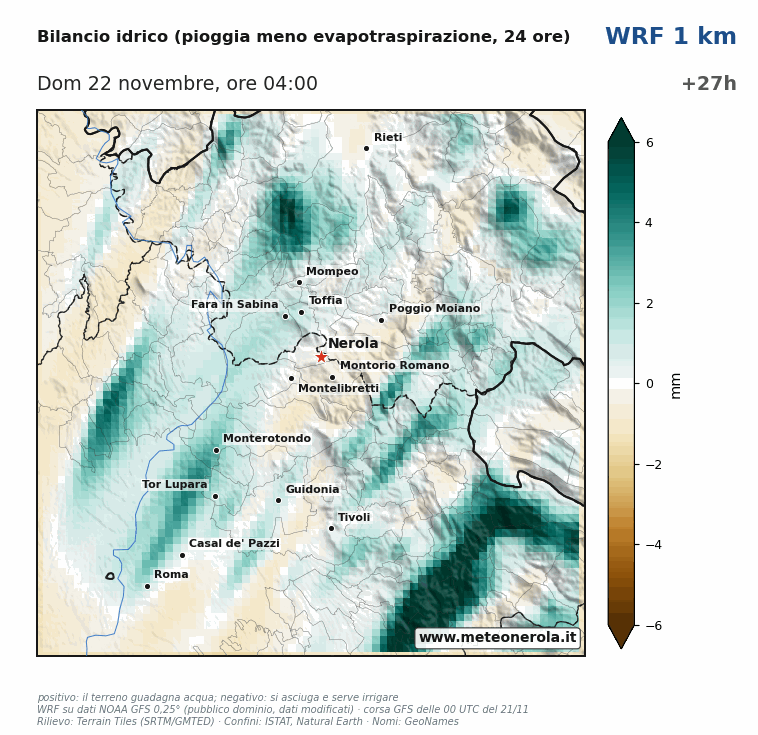 Bilancio idrico (pioggia meno evapotraspirazione, 24 ore)
WRF 1 km
Dom 22 novembre, ore 04:00
+27h
Rieti
Mompeo
Fara in Sabina
Toffia
Poggio Moiano
Nerola
Montorio Romano
Montelibretti
Monterotondo
Tor Lupara
Guidonia
Tivoli
Casal de' Pazzi
Roma
www.meteonerola.it
6
4
2
0
−2
−4
−6
mm
positivo: il terreno guadagna acqua; negativo: si asciuga e serve irrigare
WRF su dati NOAA GFS 0,25° (pubblico dominio, dati modificati) · corsa GFS delle 00 UTC del 21/11
Rilievo: Terrain Tiles (SRTM/GMTED) · Confini: ISTAT, Natural Earth · Nomi: GeoNames